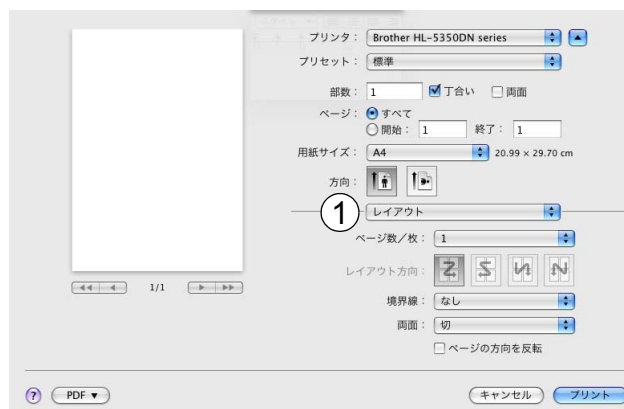 プリンタ： Brother HL-5350DN series
プリセット： 標準
部数： 1 丁合い 両面
ページ： すべて
開始： 1 終了： 1
用紙サイズ： A4 20.99 × 29.70 cm
方向：
1 レイアウト
ページ数／枚： 1
レイアウト方向：
1/1
境界線： なし
両面： 切
ページの方向を反転
? PDF ▼ キャンセル プリント